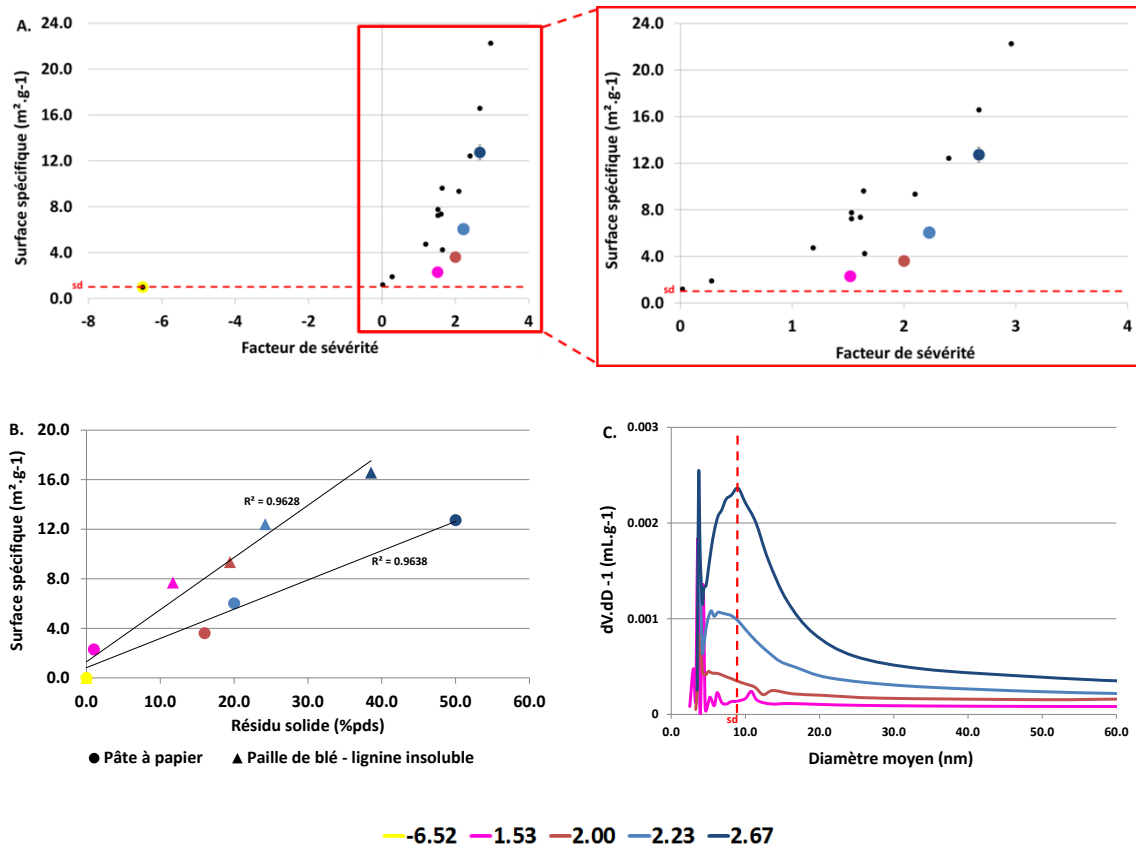 A.
Surface spécifique (m².g-1)
24.0
20.0
16.0
12.0
8.0
4.0
0.0
sd
-8
-6
-4
-2
0
2
4
Facteur de sévérité
Surface spécifique (m².g-1)
24.0
20.0
16.0
12.0
8.0
4.0
0.0
sd
0
1
2
3
4
Facteur de sévérité
B.
Surface spécifique (m².g-1)
20.0
16.0
12.0
8.0
4.0
0.0
R² = 0.9628
R² = 0.9638
0.0
10.0
20.0
30.0
40.0
50.0
60.0
Résidu solide (%pds)
Pâte à papier
Paille de blé - lignine insoluble
C.
dV.dD -1 (mL.g-1)
0.003
0.002
0.001
0
0.0
10.0
20.0
30.0
40.0
50.0
60.0
sd
Diamètre moyen (nm)
-6.52 1.53 2.00 2.23 2.67